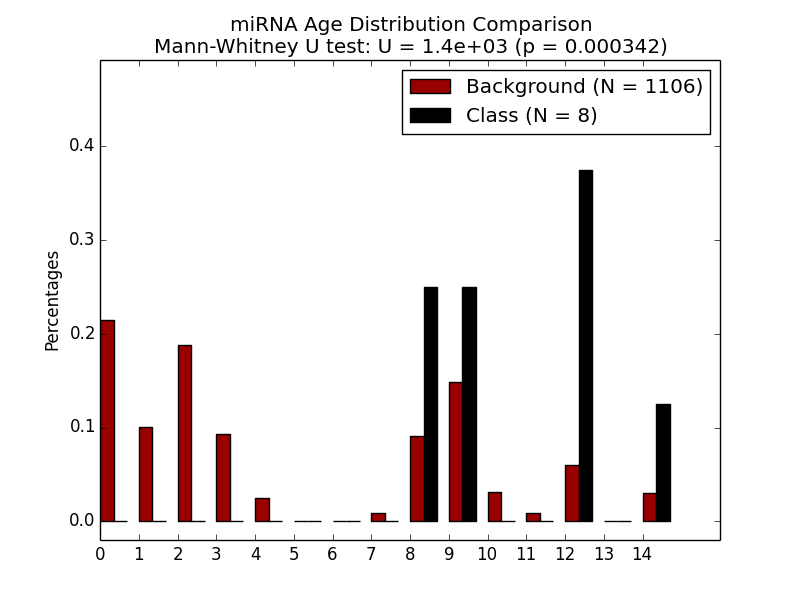 miRNA Age Distribution Comparison
Mann-Whitney U test: U = 1.4e+03 (p = 0.000342)
Background (N = 1106)
Class (N = 8)
Percentages
0.4
0.3
0.2
0.1
0.0
0 1 2 3 4 5 6 7 8 9 10 11 12 13 14